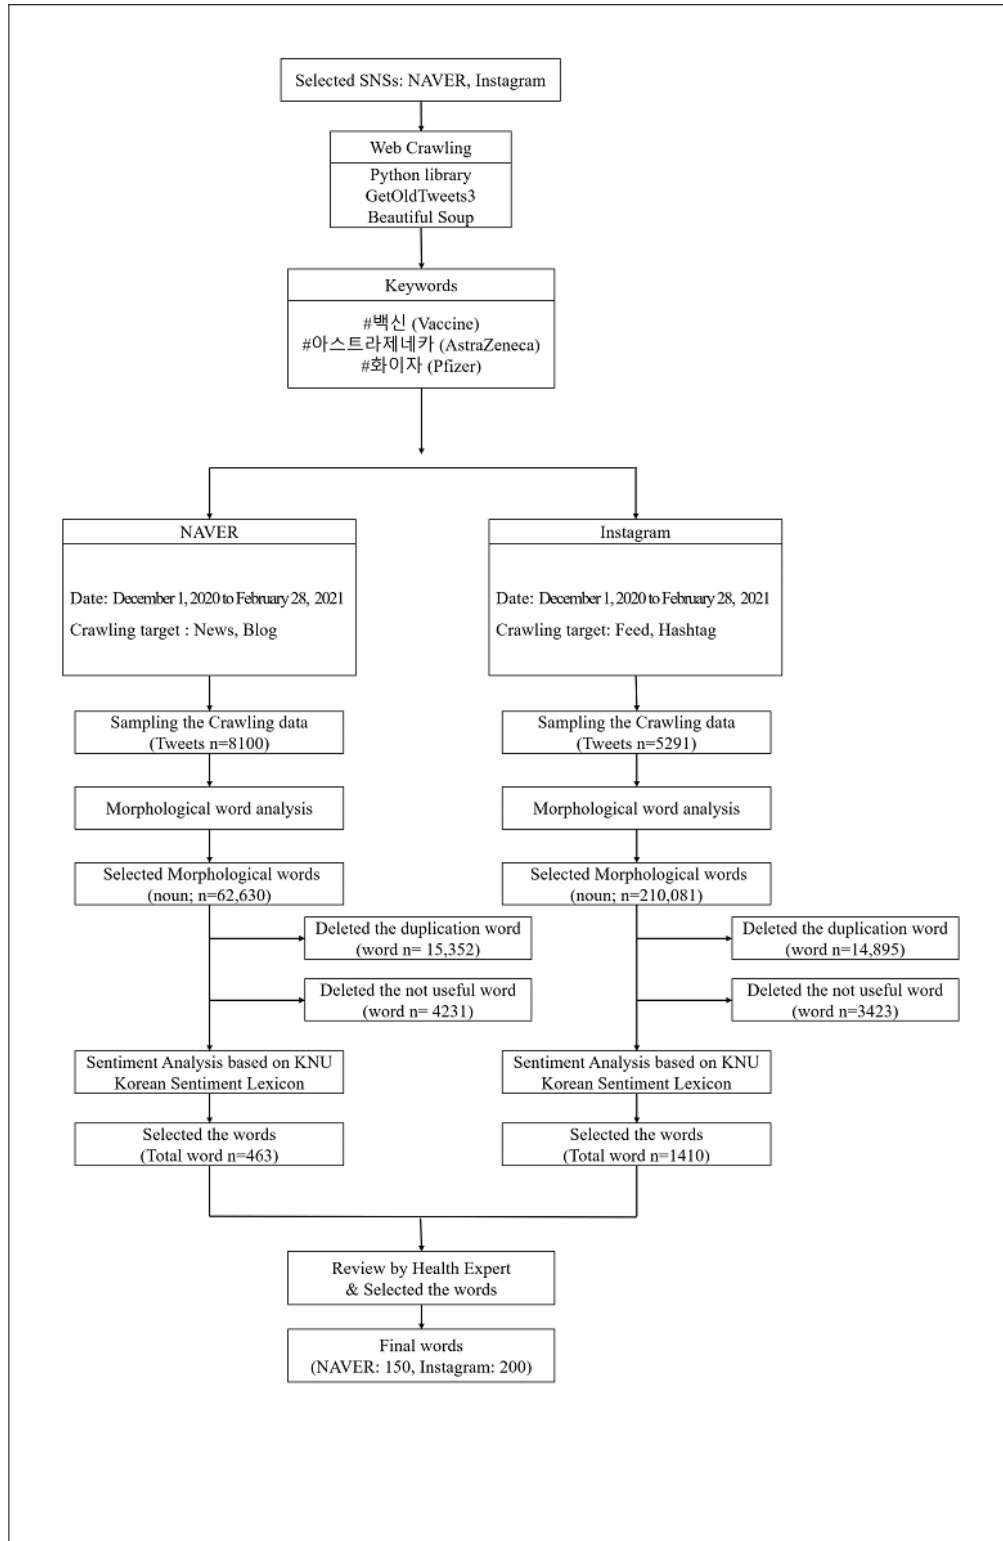 Selected SNSs: NAVER, Instagram
Web Crawling
Python library
GetOldTweets3
Beautiful Soup
Keywords
#백신 (Vaccine)
#아스트라제네카 (AstraZeneca)
#화이자 (Pfizer)
NAVER
Date: December 1, 2020 to February 28, 2021
Crawling target : News, Blog
Sampling the Crawling data
(Tweets n=8100)
Morphological word analysis
Selected Morphological words
(noun; n=62,630)
Deleted the duplication word
(word n= 15,352)
Deleted the not useful word
(word n= 4231)
Sentiment Analysis based on KNU
Korean Sentiment Lexicon
Selected the words
(Total word n=463)
Instagram
Date: December 1, 2020 to February 28, 2021
Crawling target: Feed, Hashtag
Sampling the Crawling data
(Tweets n=5291)
Morphological word analysis
Selected Morphological words
(noun; n=210,081)
Deleted the duplication word
(word n=14,895)
Deleted the not useful word
(word n=3423)
Sentiment Analysis based on KNU
Korean Sentiment Lexicon
Selected the words
(Total word n=1410)
Review by Health Expert
& Selected the words
Final words
(NAVER: 150, Instagram: 200)